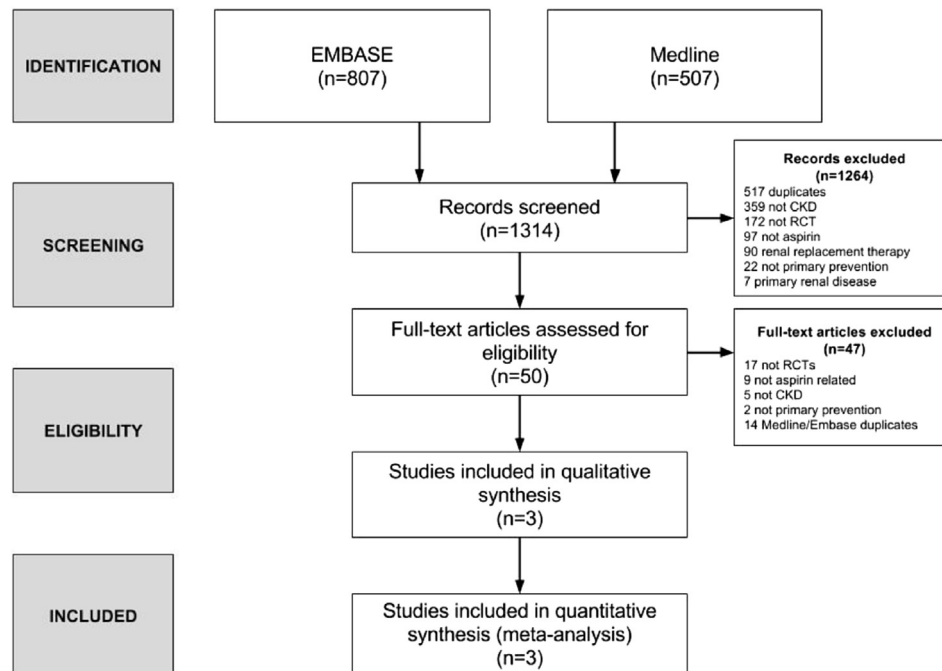 IDENTIFICATION
EMBASE
(n=807)
Medline
(n=507)
SCREENING
Records screened
(n=1314)
Records excluded
(n=1264)
517 duplicates
359 not CKD
172 not RCT
97 not aspirin
90 renal replacement therapy
22 not primary prevention
7 primary renal disease
Full-text articles assessed for
eligibility
(n=50)
Full-text articles excluded
(n=47)
17 not RCTs
9 not aspirin related
5 not CKD
2 not primary prevention
14 Medline/Embase duplicates
ELIGIBILITY
Studies included in qualitative
synthesis
(n=3)
INCLUDED
Studies included in quantitative
synthesis (meta-analysis)
(n=3)